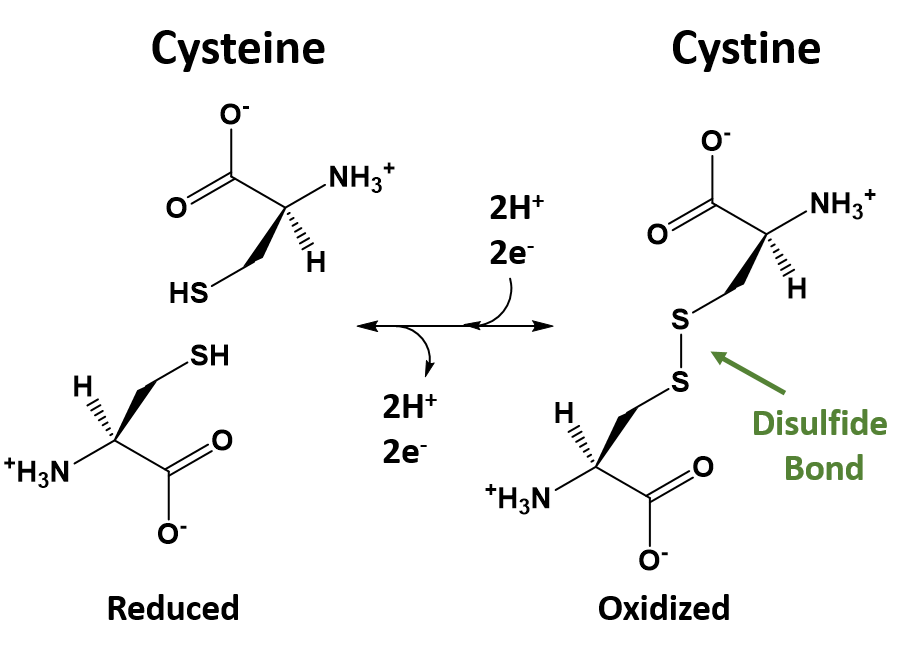 Cysteine
Cystine
O⁻
O
NH₃⁺
H
HS
SH
H
O
⁺H₃N
O⁻
2H⁺
2e⁻
2H⁺
2e⁻
O⁻
O
NH₃⁺
H
S
S
H
O
⁺H₃N
O⁻
Disulfide
Bond
Reduced
Oxidized